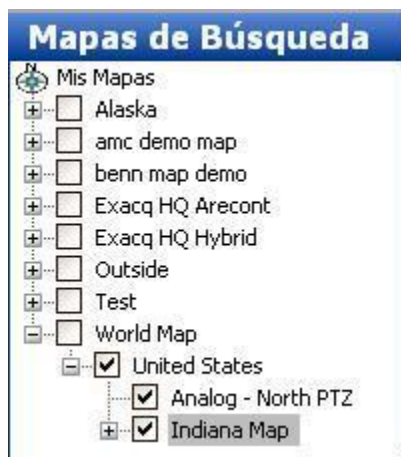 Mapas de Búsqueda
N
Mis Mapas
Alaska
amc demo map
benn map demo
Exacq HQ Arecont
Exacq HQ Hybrid
Outside
Test
World Map
United States
Analog - North PTZ
Indiana Map